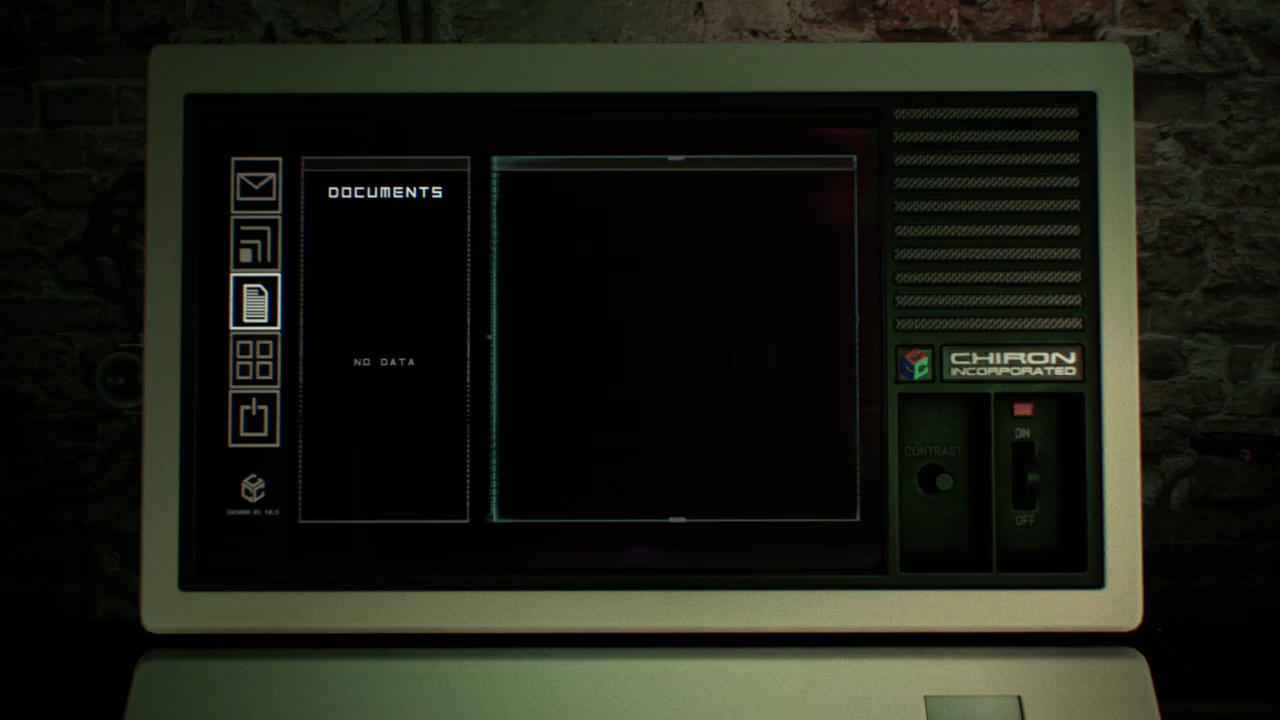 DOCUMENTS
NO DATA
CHIRON
INCORPORATED
CONTRAST
ON
OFF